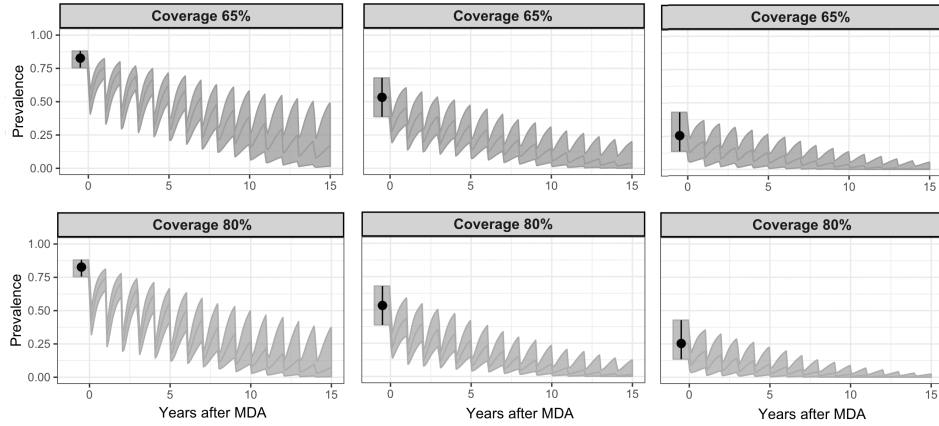 Coverage 65% Coverage 65% Coverage 65%
1.00
0.75
0.50
0.25
0.00
Prevalence
0 5 10 15 0 5 10 15 0 5 10 15
Coverage 80% Coverage 80% Coverage 80%
1.00
0.75
0.50
0.25
0.00
Prevalence
0 5 10 15 0 5 10 15 0 5 10 15
Years after MDA Years after MDA Years after MDA